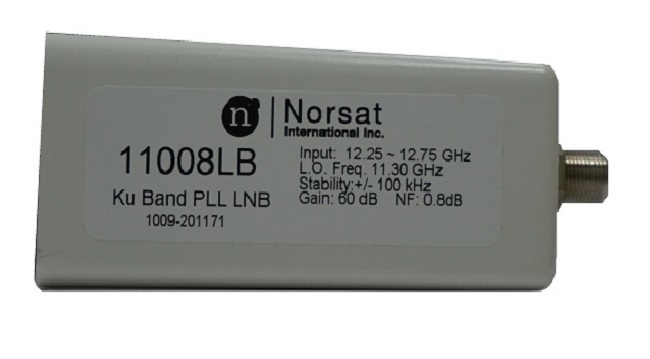 n | Norsat
International Inc.
11008LB
Ku Band PLL LNB
1009-201171
Input: 12.25 ~ 12.75 GHz
L.O. Freq. 11.30 GHz
Stability:+/- 100 kHz
Gain: 60 dB NF: 0.8dB